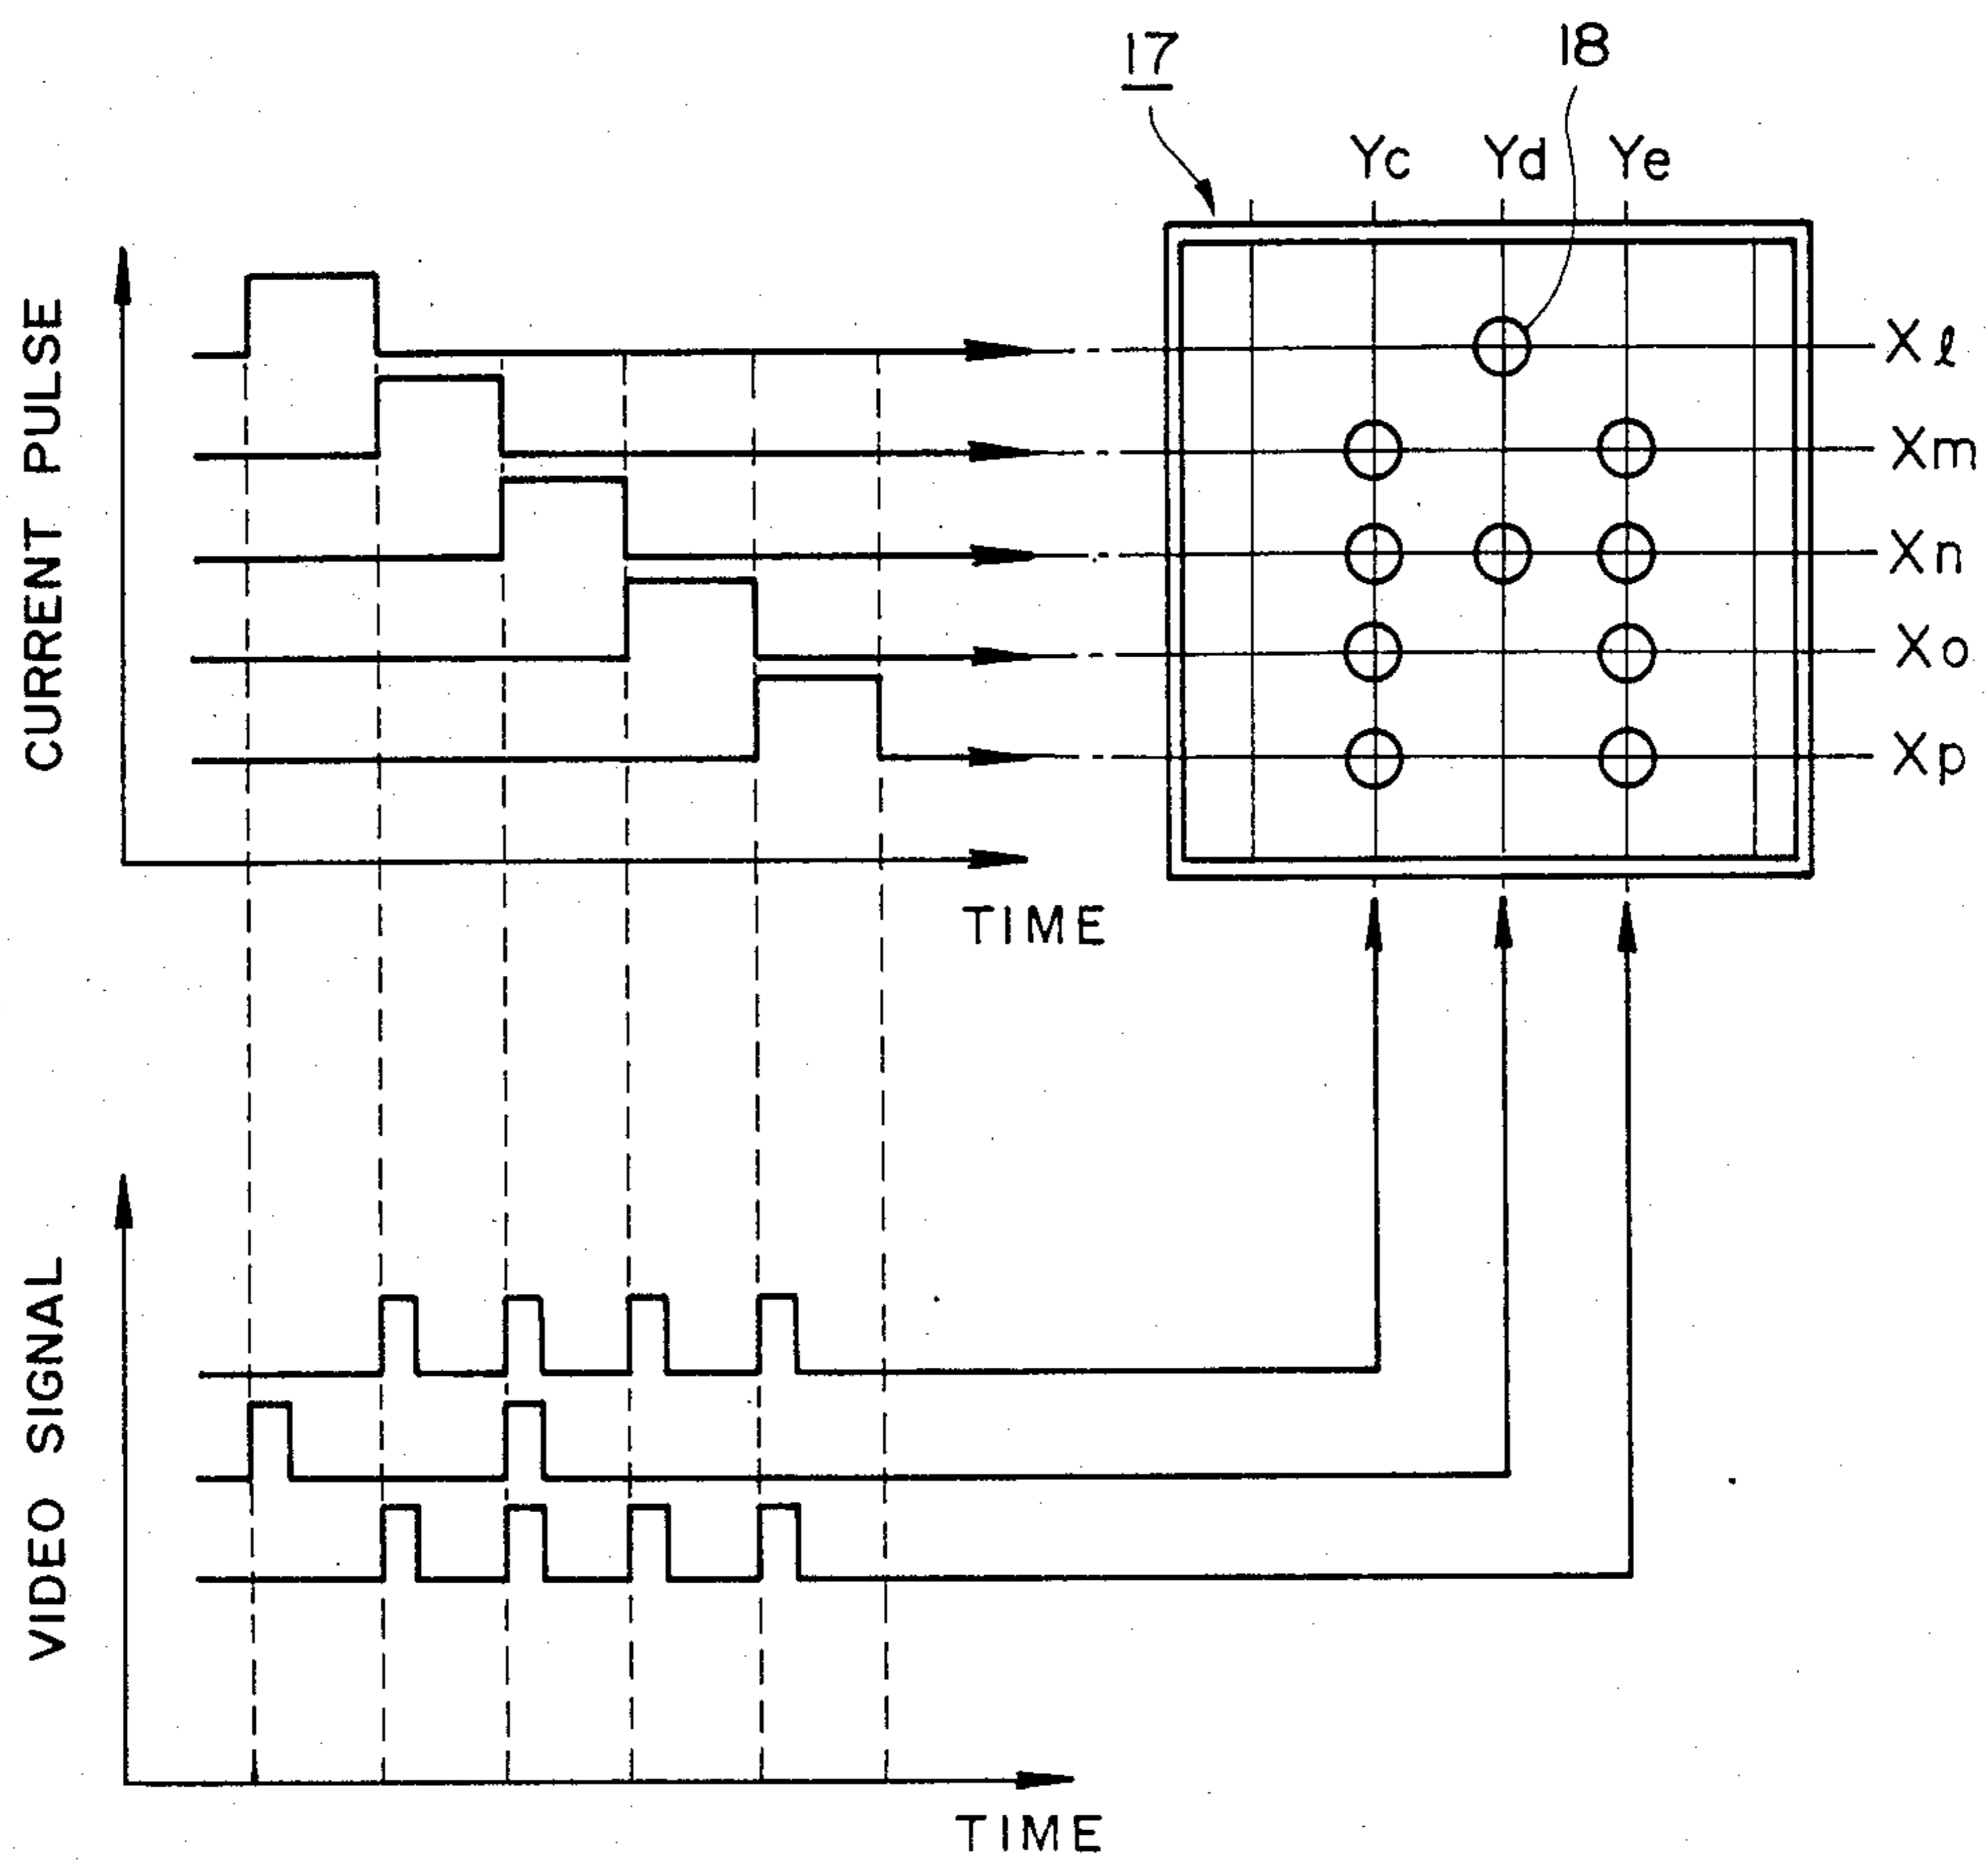 17
18
Yc Yd Ye
CURRENT PULSE
Xℓ
Xm
Xn
Xo
Xp
TIME
VIDEO SIGNAL
TIME